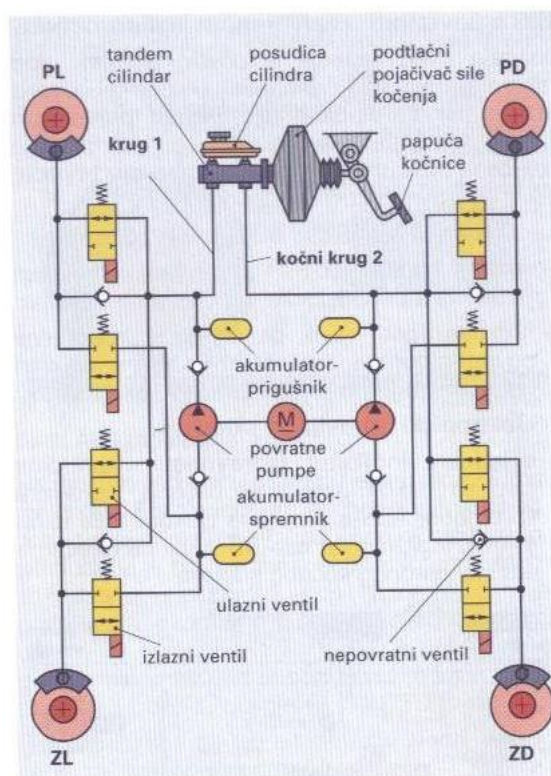 tandem
cilindar
posudica
cilindra
podtlačni
pojačivač sile
kočenja
PL
PD
krug 1
papuča
kočnice
kočni krug 2
akumulator-
prigušnik
M
povratne
pumpe
akumulator-
spremnik
ulazni ventil
izlazni ventil
nepovratni ventil
ZL
ZD